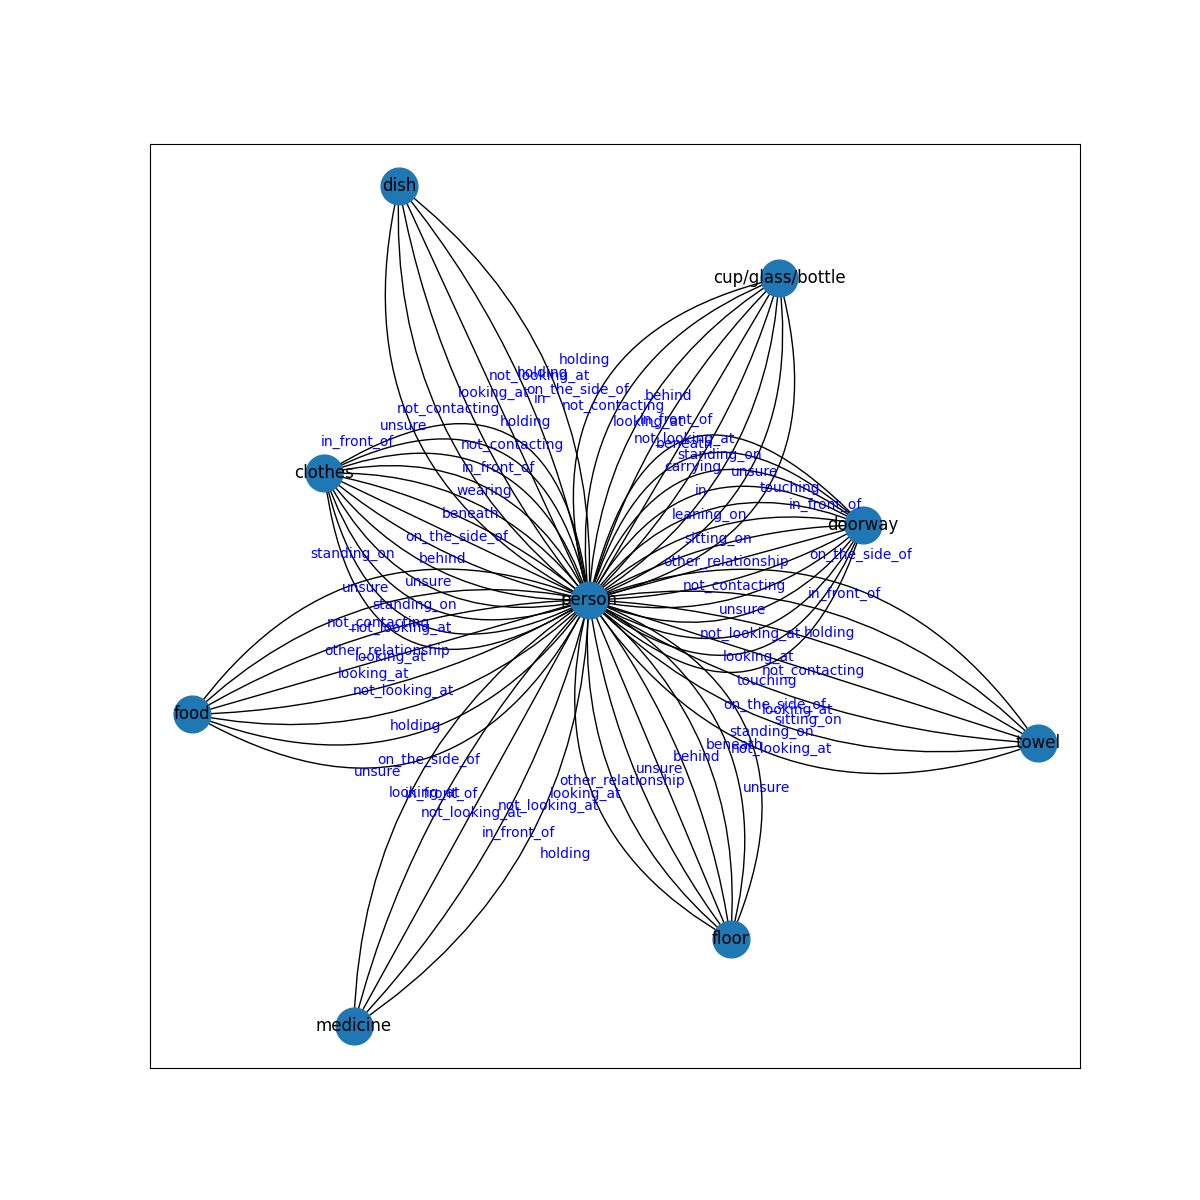 dish
cup/glass/bottle
holding
holding
not_looking_at
on_the_side_of
looking_at
in
behind
not_contacting
not_contacting
holding
looking_at
in_front_of
unsure
in_front_of
not_looking_at
not_contacting
beneath
standing_on
carrying
in_front_of
unsure
clothes
wearing
in
touching
in_front_of
beneath
leaning_on
doorway
on_the_side_of
sitting_on
standing_on
behind
on_the_side_of
other_relationship
unsure
unsure
not_contacting
in_front_of
person
standing_on
unsure
not_contacting
not_looking_at
not_looking_at
holding
other_relationship
looking_at
looking_at
looking_at
not_contacting
touching
not_looking_at
on_the_side_of
looking_at
food
sitting_on
holding
standing_on
beneath
not_looking_at
towel
on_the_side_of
behind
unsure
unsure
other_relationship
unsure
looking_at
in_front_of
looking_at
not_looking_at
not_looking_at
in_front_of
holding
floor
medicine